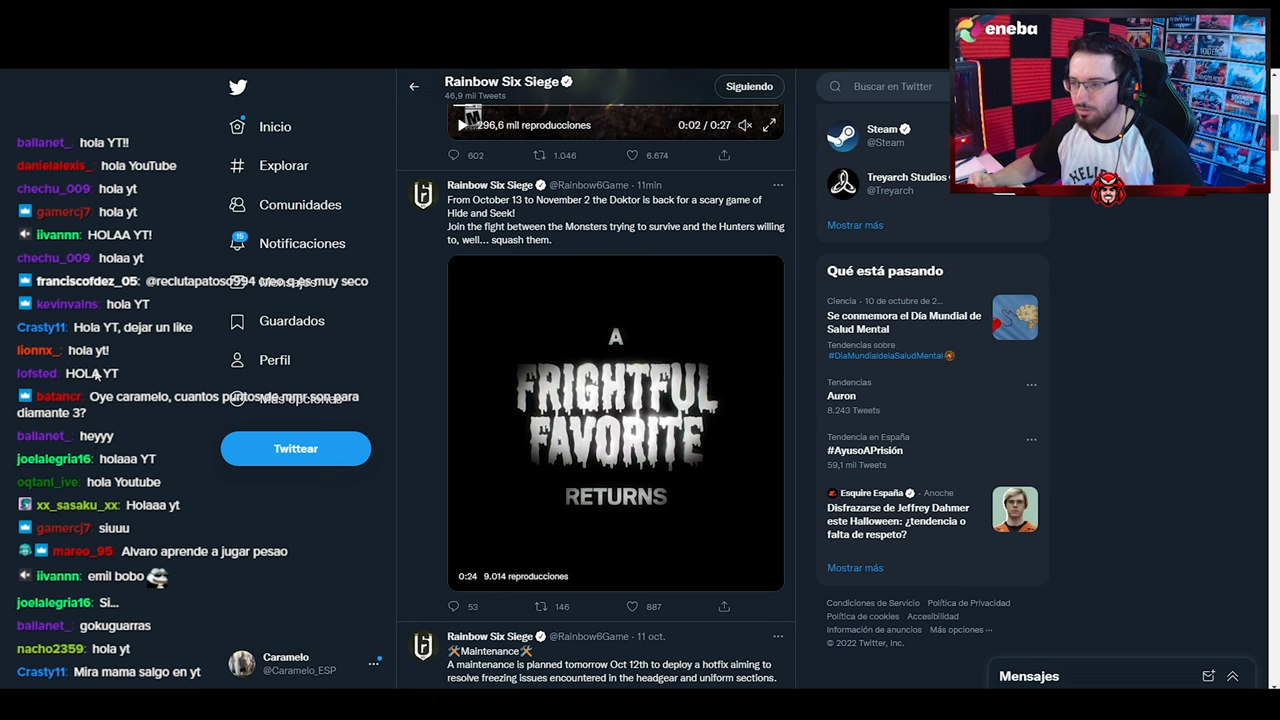 eneba
Rainbow Six Siege
46,9 mil Tweets
Siguiendo
Buscar en Twitter
296,6 mil reproducciones
0:02 / 0:27
602
1.046
6.674
Inicio
Explorar
Comunidades
15
Notificaciones
Guardados
Perfil
Twittear
Caramelo
@Caramelo_ESP
ballanet_: hola YT!!
danielalexis_: hola YouTube
chechu_009: hola yt
gamercj7: hola yt
iivannn: HOLAA YT!
chechu_009: holaa yt
franciscofdez_05: @reclutapatoso994 meo q es muy seco
kevinvalns: hola YT
Crasty11: Hola YT, dejar un like
lionnx_: hola yt!
lofsted: HOLA YT
batancr: Oye caramelo, cuantos puntos de mmr son para
diamante 3?
ballanet_: heyyy
joelalegria16: holaaa YT
oqtanl_ive: hola Youtube
xx_sasaku_xx: Holaaa yt
gamercj7: siuuu
mareo_95: Alvaro aprende a jugar pesao
iivannn: emil bobo
joelalegria16: Si...
ballanet_: gokuguarras
nacho2359: hola yt
Crasty11: Mira mama salgo en yt
Rainbow Six Siege @Rainbow6Game · 11min
From October 13 to November 2 the Doktor is back for a scary game of
Hide and Seek!
Join the fight between the Monsters trying to survive and the Hunters willing
to, well... squash them.
A
FRIGHTFUL
FAVORITE
RETURNS
0:24 9.014 reproducciones
53
146
887
Rainbow Six Siege @Rainbow6Game · 11 oct.
Maintenance
A maintenance is planned tomorrow Oct 12th to deploy a hotfix aiming to
resolve freezing issues encountered in the headgear and uniform sections.
Steam
@Steam
Treyarch Studios
@Treyarch
Mostrar más
Qué está pasando
Ciencia · 10 de octubre de 2...
Se conmemora el Día Mundial de
Salud Mental
Tendencias sobre
#DíaMundialdelaSaludMental
Tendencias
Auron
8.243 Tweets
Tendencia en España
#AyusoAPrisión
59,1 mil Tweets
Esquire España · Anoche
Disfrazarse de Jeffrey Dahmer
este Halloween: ¿tendencia o
falta de respeto?
Mostrar más
Condiciones de Servicio Política de Privacidad
Política de cookies Accesibilidad
Información de anuncios Más opciones ···
© 2022 Twitter, Inc.
Mensajes